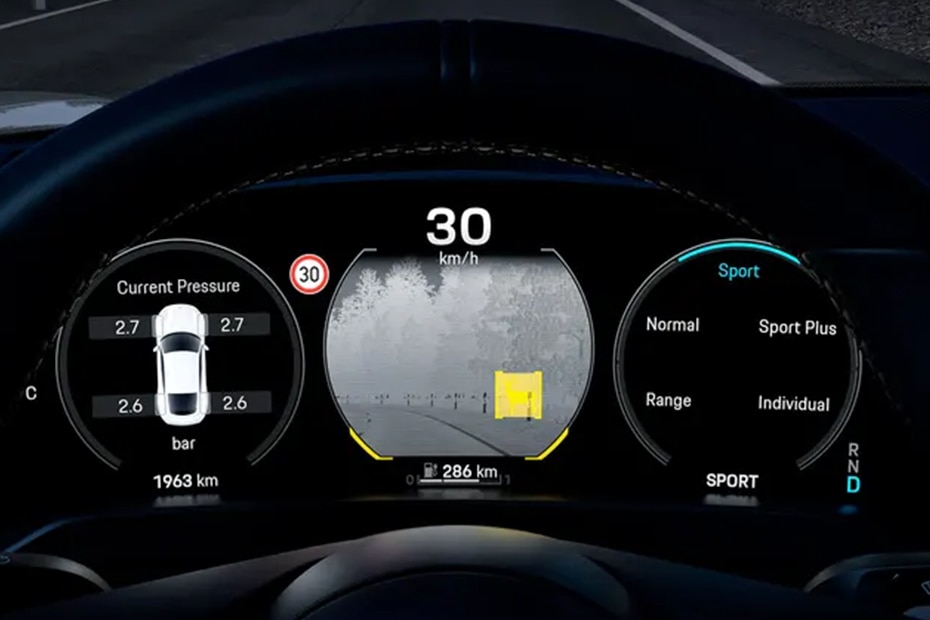 30
km/h
30
Current Pressure
2.7 2.7
2.6 2.6
bar
1963 km
C
286 km
0 1
Sport
Normal Sport Plus
Range Individual
SPORT
R
N
D